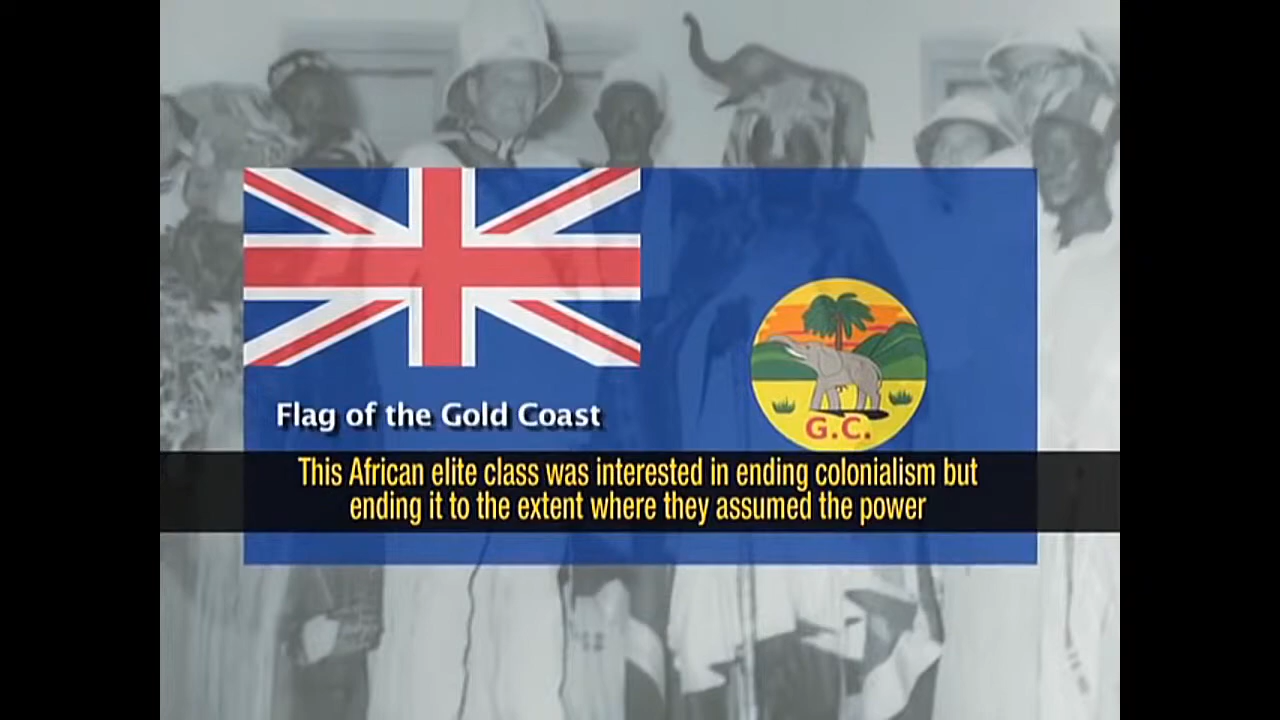 G.C.
Flag of the Gold Coast
This African elite class was interested in ending colonialism but
ending it to the extent where they assumed the power